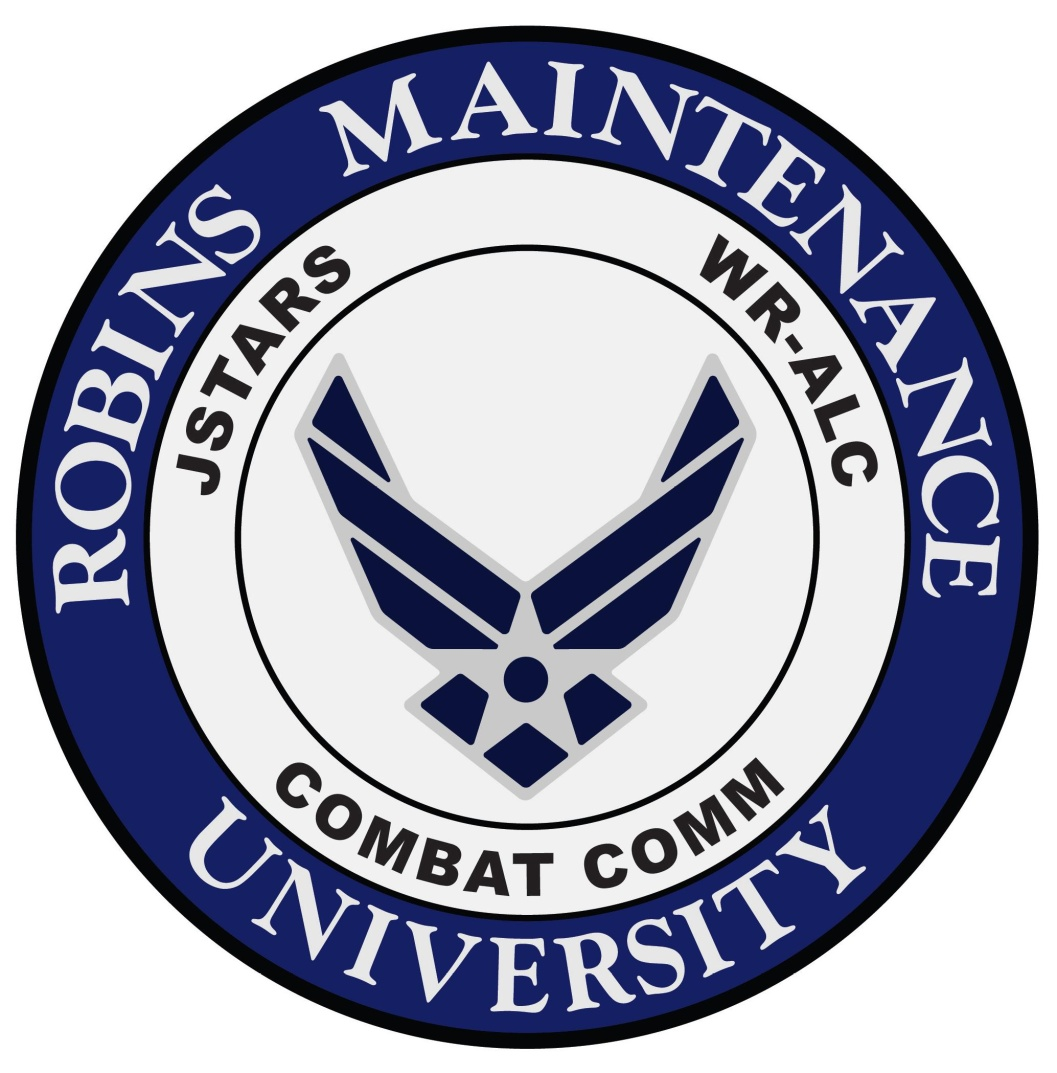 ROBINS MAINTENANCE
UNIVERSITY
JSTARS
WR-ALC
COMBAT COMM